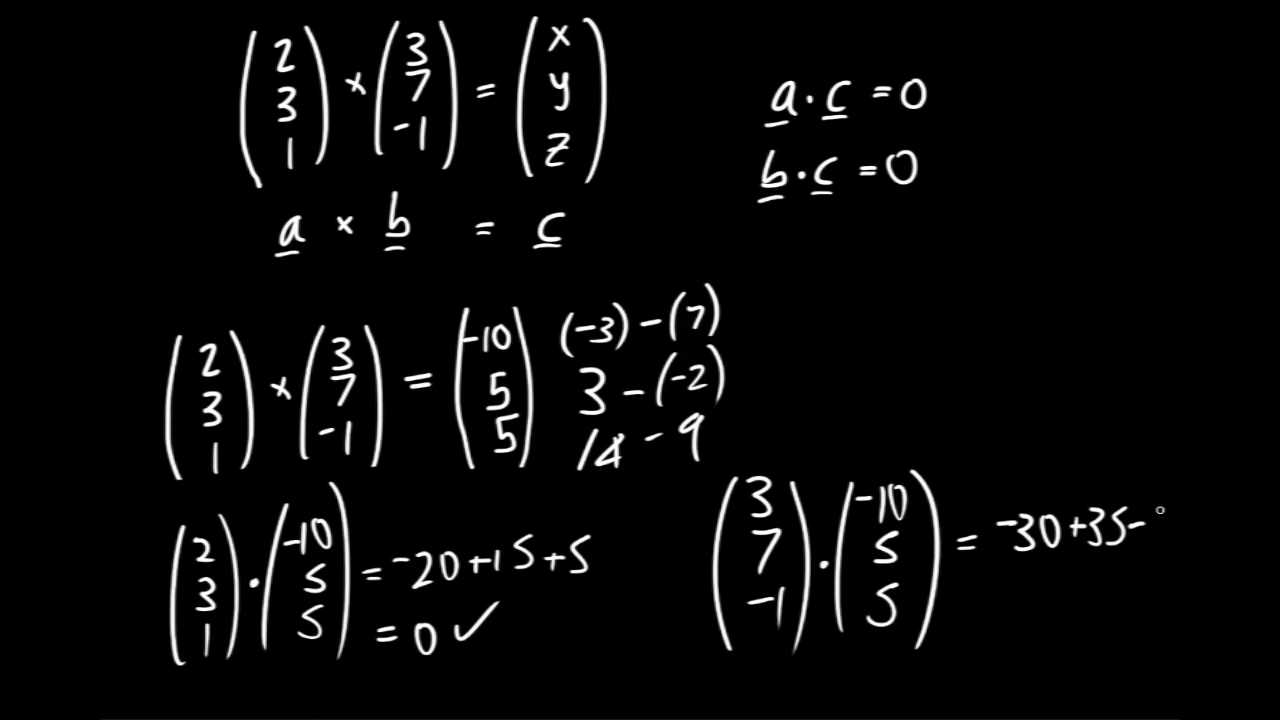 (2 3 1) × (3 7 -1) = (x y z)
a · c = 0
b · c = 0
a × b = c
(2 3 1) × (3 7 -1) = (-10 5 5)
(-3) - (7)
3 - (-2)
14 - 9
(2 3 1) · (-10 5 5) = -20 + 15 + 5
= 0 ✓
(3 7 -1) · (-10 5 5) = -30 + 35 -